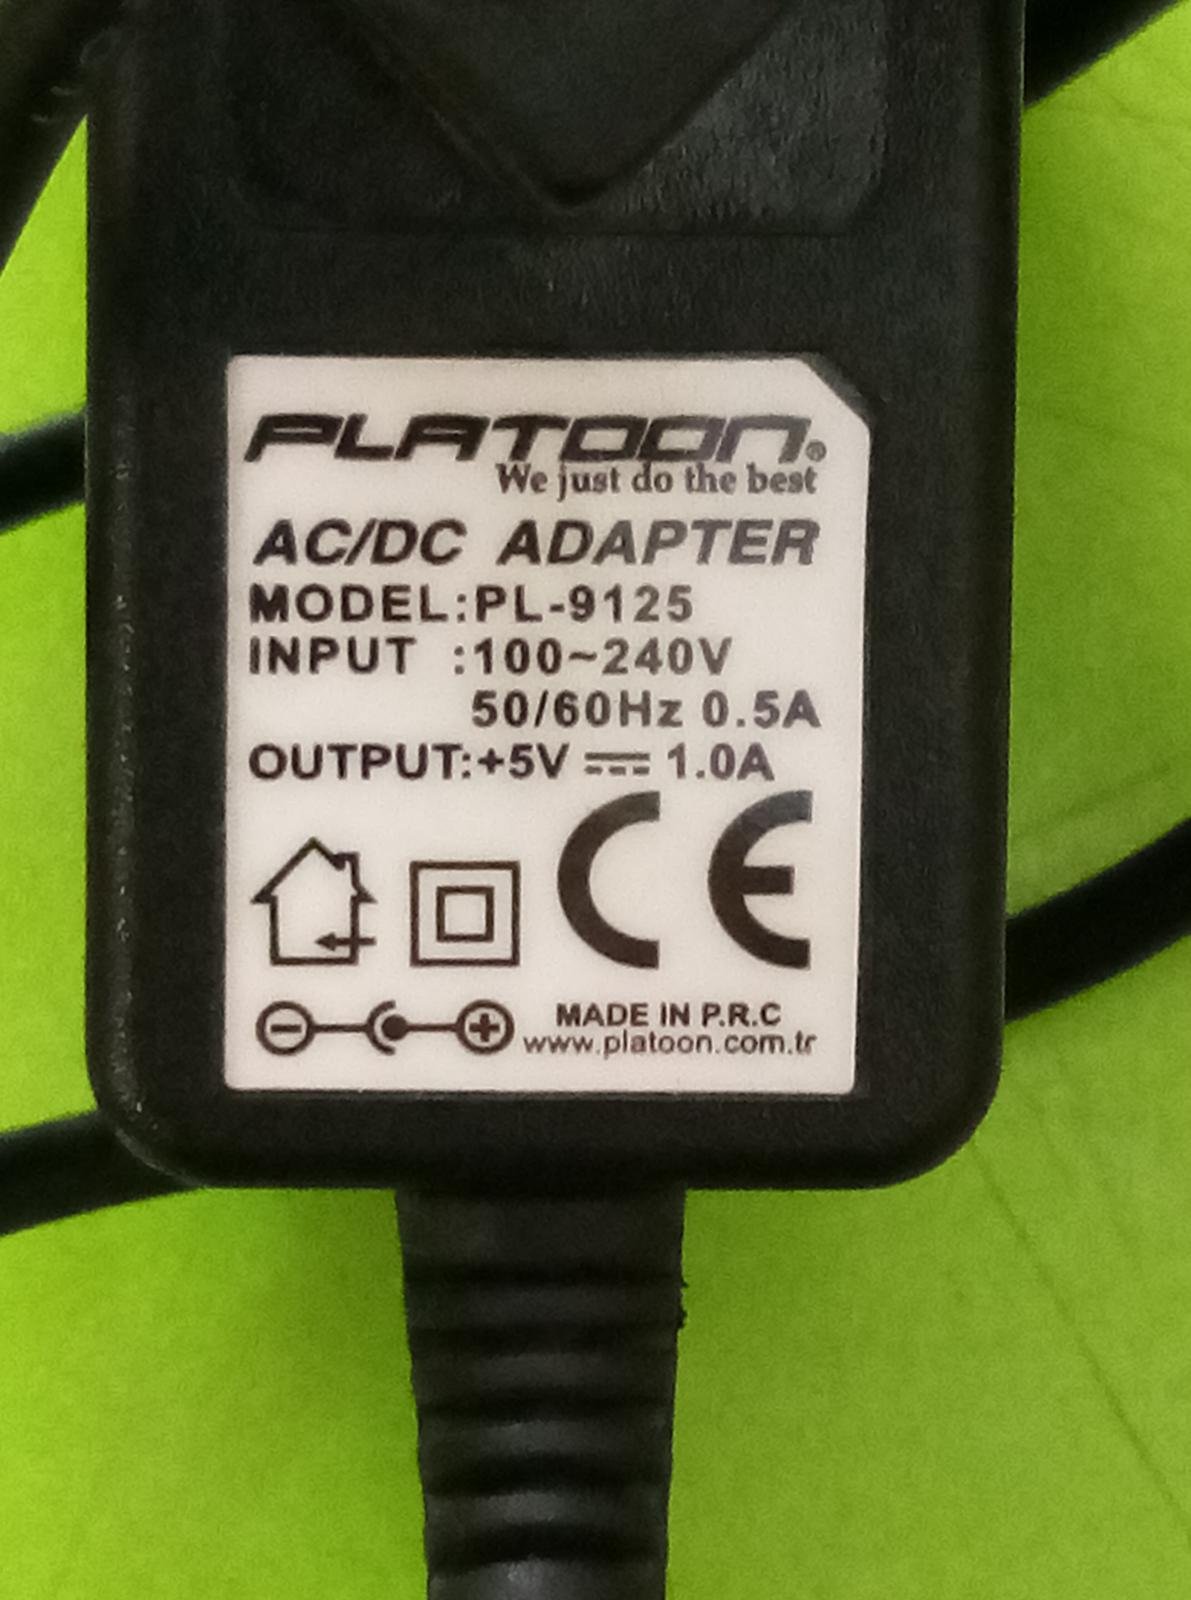 PLATOON®
We just do the best
AC/DC ADAPTER
MODEL:PL-9125
INPUT :100~240V
50/60Hz 0.5A
OUTPUT:+5V ⎓ 1.0A
CE
MADE IN P.R.C
www.platoon.com.tr